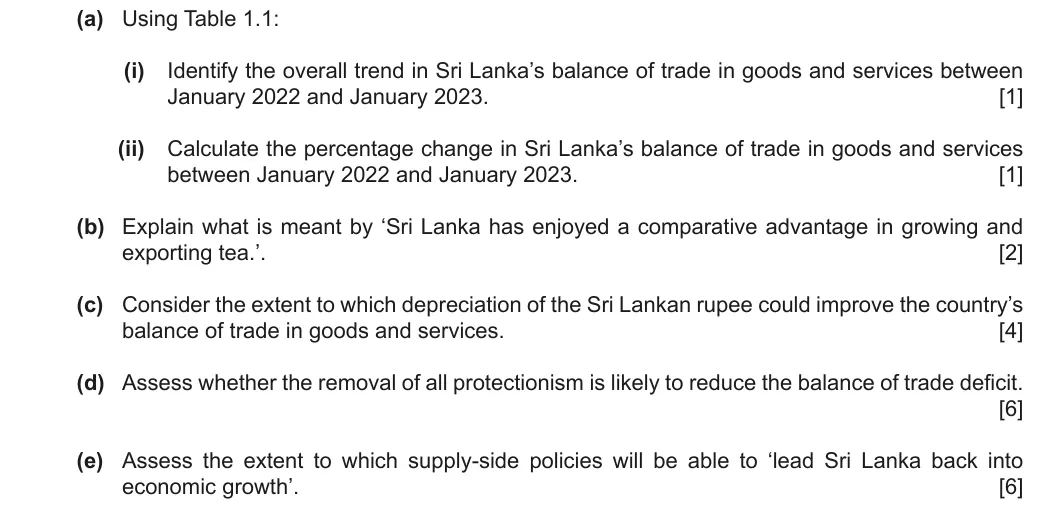 (a) Using Table 1.1:
(i) Identify the overall trend in Sri Lanka’s balance of trade in goods and services between
January 2022 and January 2023. [1]
(ii) Calculate the percentage change in Sri Lanka’s balance of trade in goods and services
between January 2022 and January 2023. [1]
(b) Explain what is meant by ‘Sri Lanka has enjoyed a comparative advantage in growing and
exporting tea.’. [2]
(c) Consider the extent to which depreciation of the Sri Lankan rupee could improve the country’s
balance of trade in goods and services. [4]
(d) Assess whether the removal of all protectionism is likely to reduce the balance of trade deficit.
[6]
(e) Assess the extent to which supply-side policies will be able to ‘lead Sri Lanka back into
economic growth’. [6]